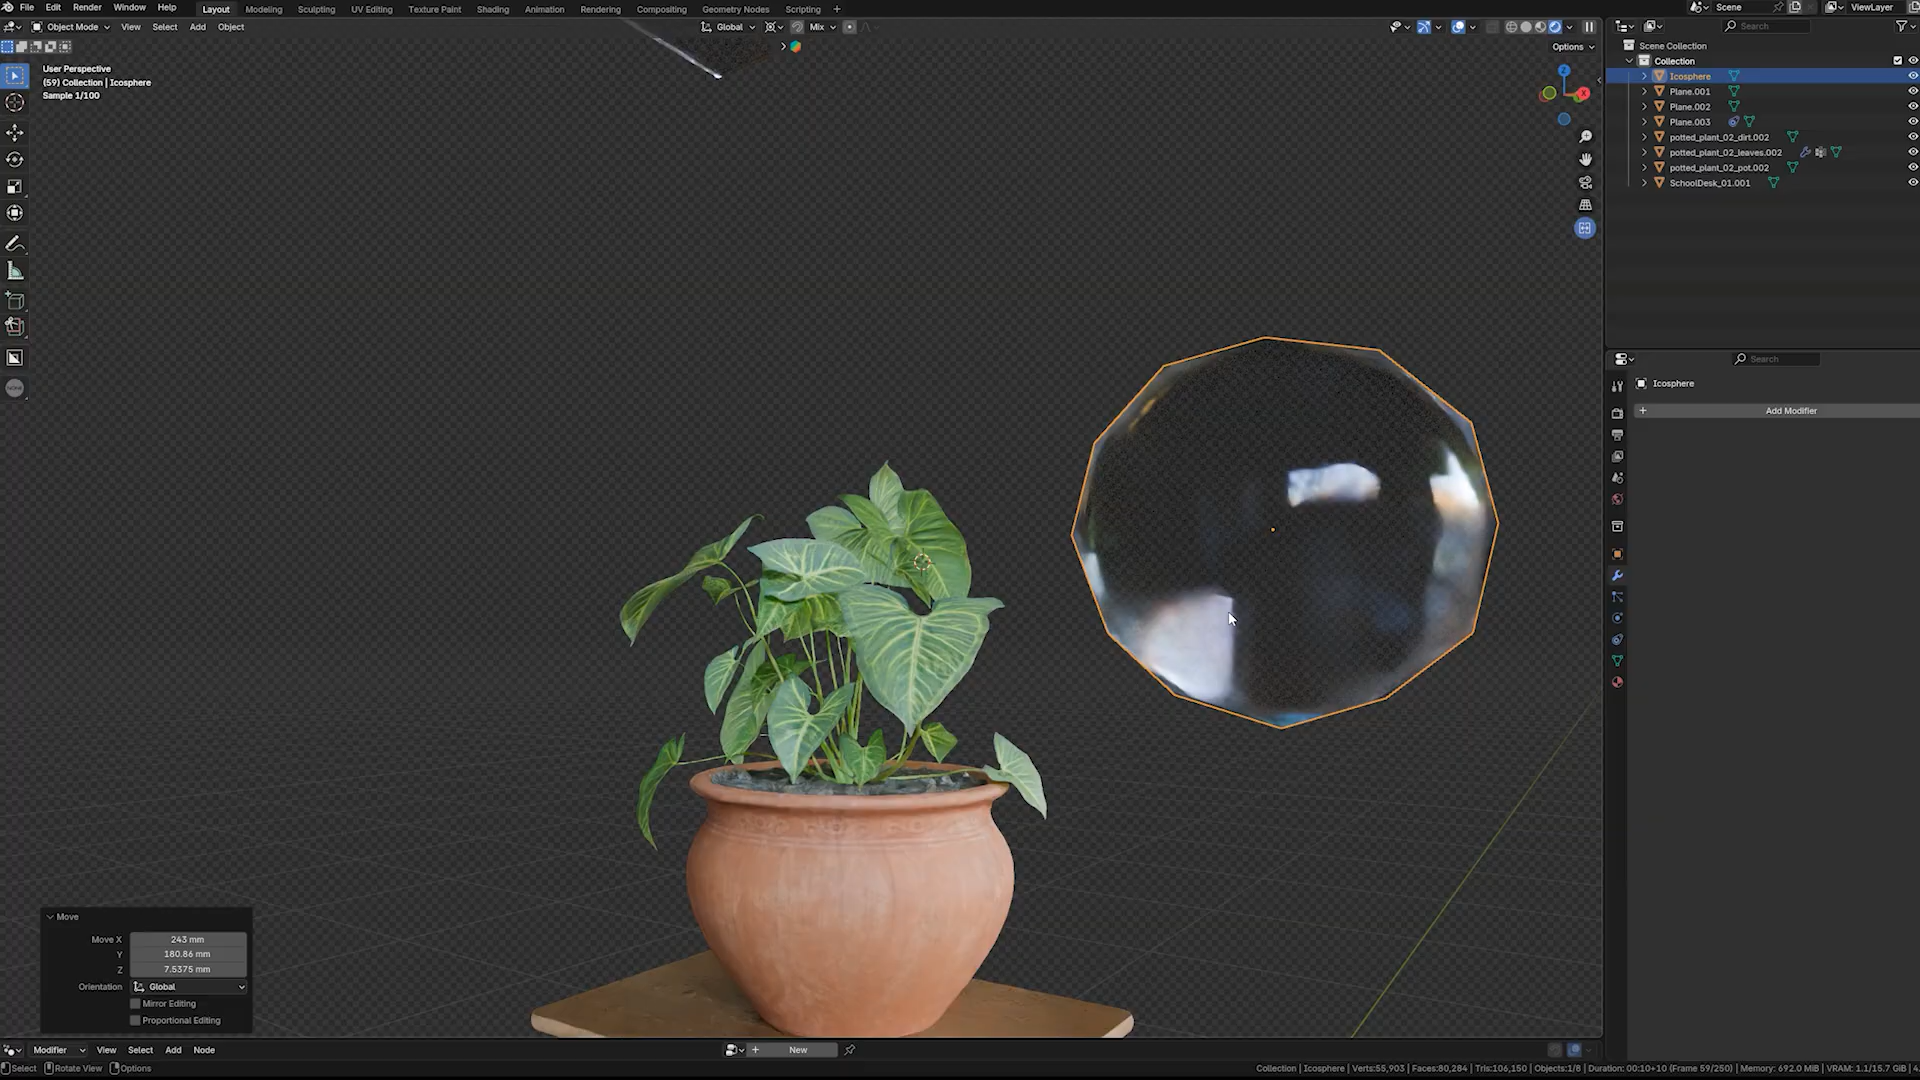 File Edit Render Window Help Layout Modeling Sculpting UV Editing Texture Paint Shading Animation Rendering Compositing Geometry Nodes Scripting + Scene ViewLayer
Object Mode View Select Add Object Global Mix Search
Options
User Perspective
(59) Collection | Icosphere
Sample 1/100
Z
X
Scene Collection
Collection
Icosphere
Plane.001
Plane.002
Plane.003
potted_plant_02_dirt.002
potted_plant_02_leaves.002
potted_plant_02_pot.002
SchoolDesk_01.001
Search
Icosphere
+ Add Modifier
Move
Move X 243 mm
Y 180.86 mm
Z 7.5375 mm
Orientation Global
Mirror Editing
Proportional Editing
Modifier View Select Add Node + New
Select Rotate View Options Collection | Icosphere | Verts:55,903 | Faces:80,284 | Tris:106,150 | Objects:1/8 | Duration: 00:10+10 (Frame 59/250) | Memory: 692.0 MiB | VRAM: 1.1/15.7 GiB | 4